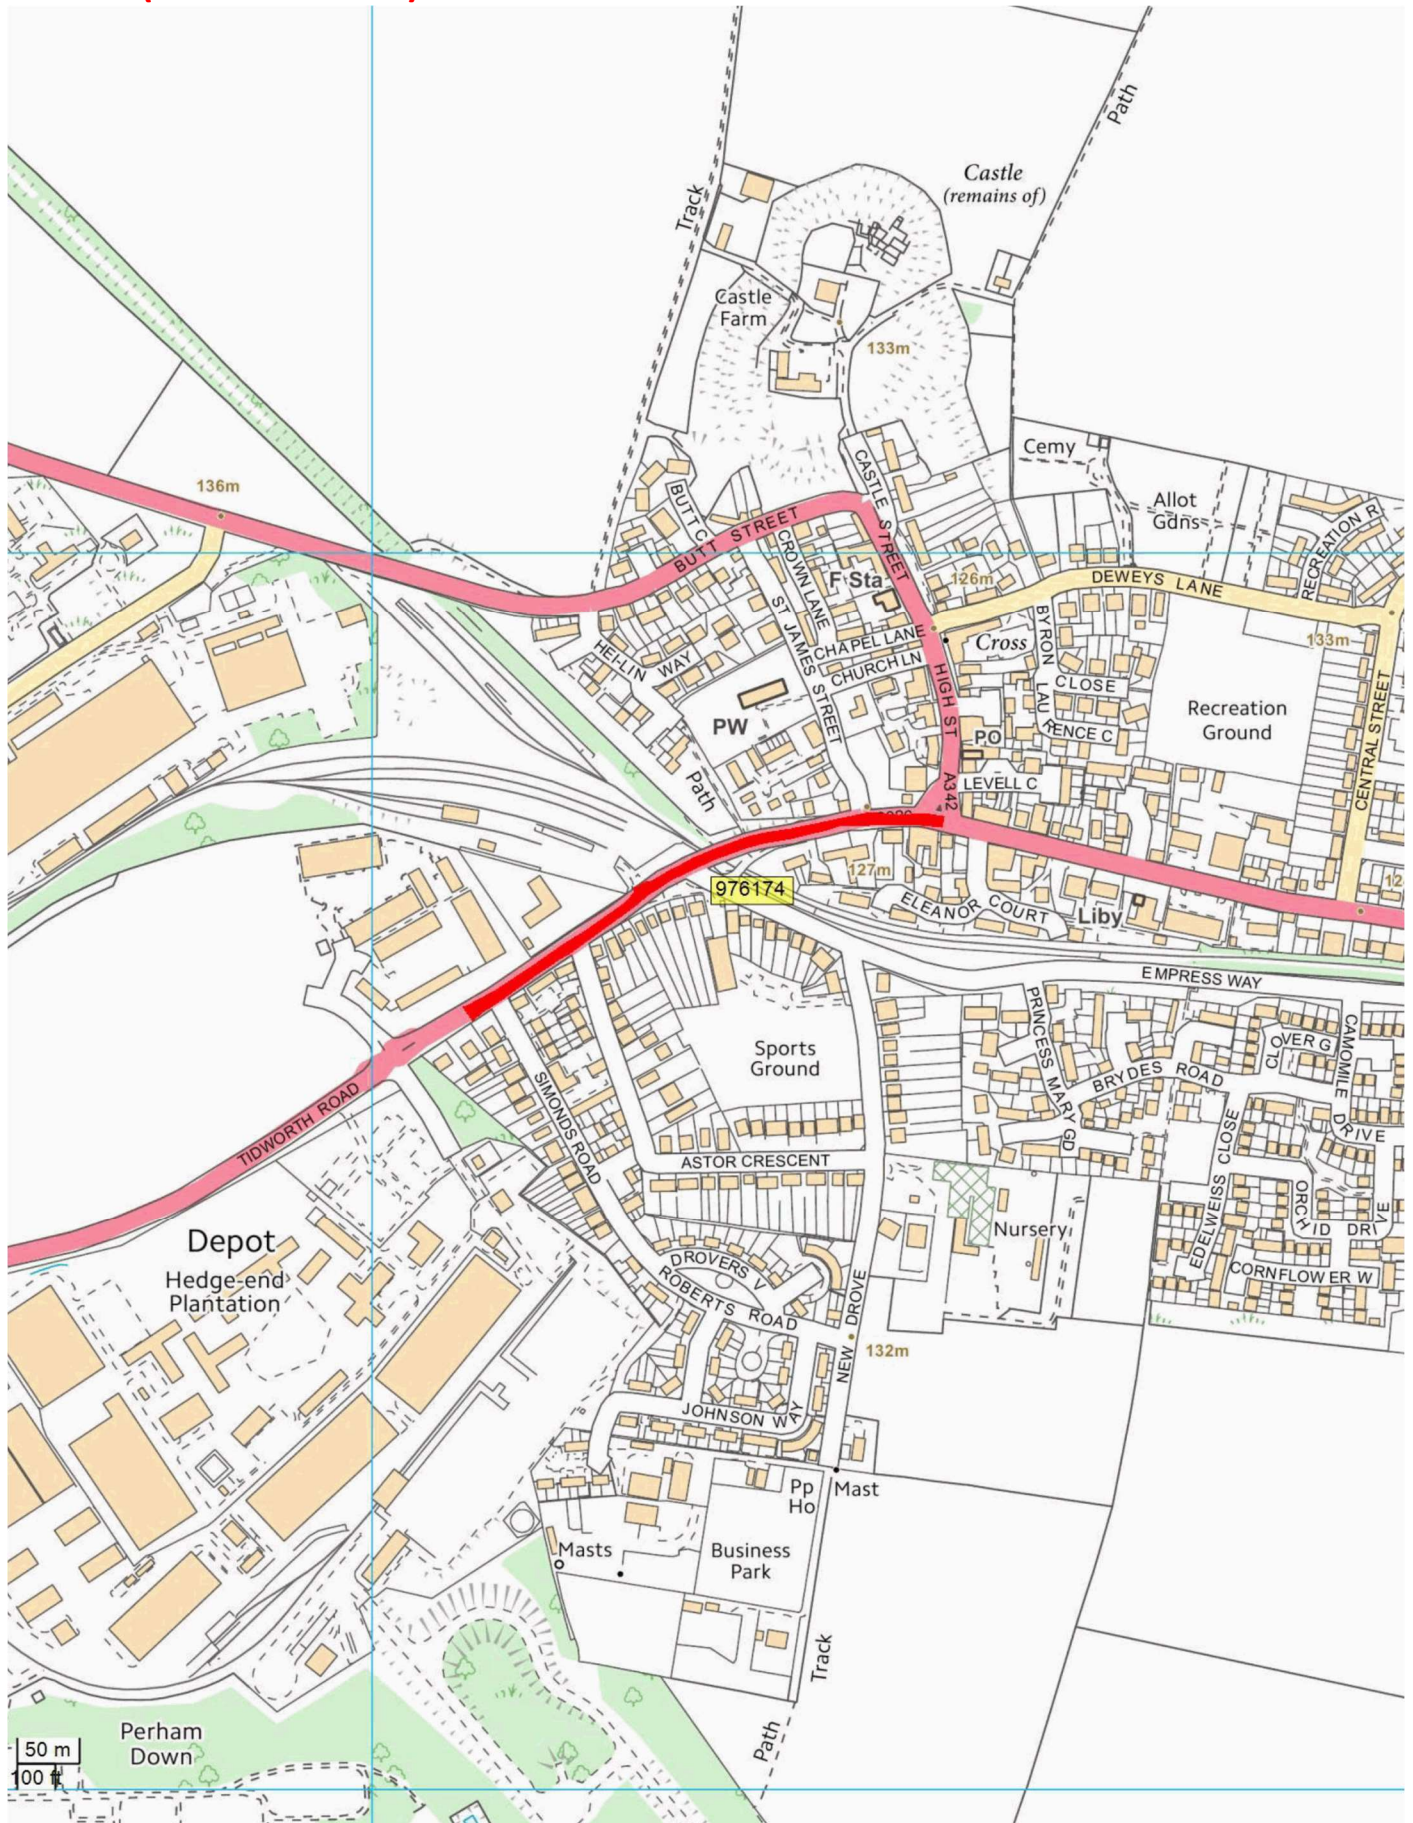 Castle
(remains of)
Path
Track
Castle
Farm
133m
Cemy
136m
BUTT C
BUTT STREET
CASTLE STREET
Allot
Gdns
RECREATION R
CROWN LANE
F Sta
126m
DEWEYS LANE
ST JAMES STREET
CHAPEL LANE
Cross
BYRON CLOSE
133m
HEI-LIN WAY
CHURCH LN
HIGH ST
LAURENCE C
Recreation
Ground
CENTRAL STREET
PW
PO
Path
A342
LEVELL C
127m
976174
ELEANOR COURT
Liby
EMPRESS WAY
PRINCESS MARY GD
Sports
Ground
CLOVER G
CAMOMILE DRIVE
BRYDES ROAD
SIMONDS ROAD
TIDWORTH ROAD
ASTOR CRESCENT
EDELWEISS CLOSE
ORCHID DRIVE
Nursery
Depot
Hedge-end
Plantation
DROVERS V
ROBERTS ROAD
CORNFLOWER W
NEW DROVE
132m
JOHNSON WAY
Pp
Ho
Mast
Masts
Business
Park
Track
Perham
Down
Path
50 m
100 ft